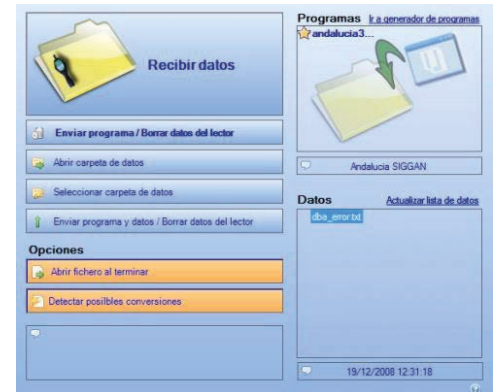 Recibir datos
Enviar programa / Borrar datos del lector
Abrir carpeta de datos
Seleccionar carpeta de datos
Enviar programa y datos / Borrar datos del lector
Opciones
Abrir fichero al terminar
Detectar posilbles conversiones
Programas Ir a generador de programas
andalucia3...
Andalucia SIGGAN
Datos Actualizar lista de datos
dba_error.txt
19/12/2008 12:31:18